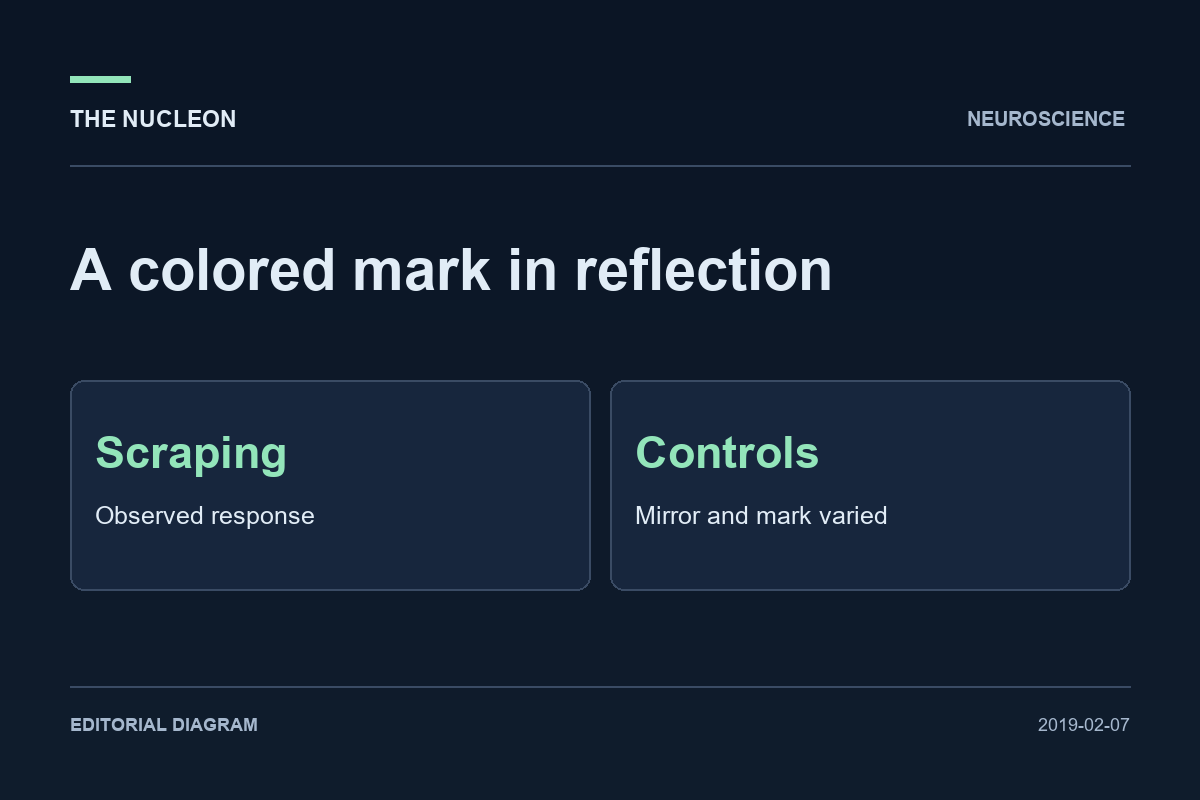 THE NUCLEON
NEUROSCIENCE
A colored mark in reflection
Scraping
Observed response
Controls
Mirror and mark varied
EDITORIAL DIAGRAM
2019-02-07